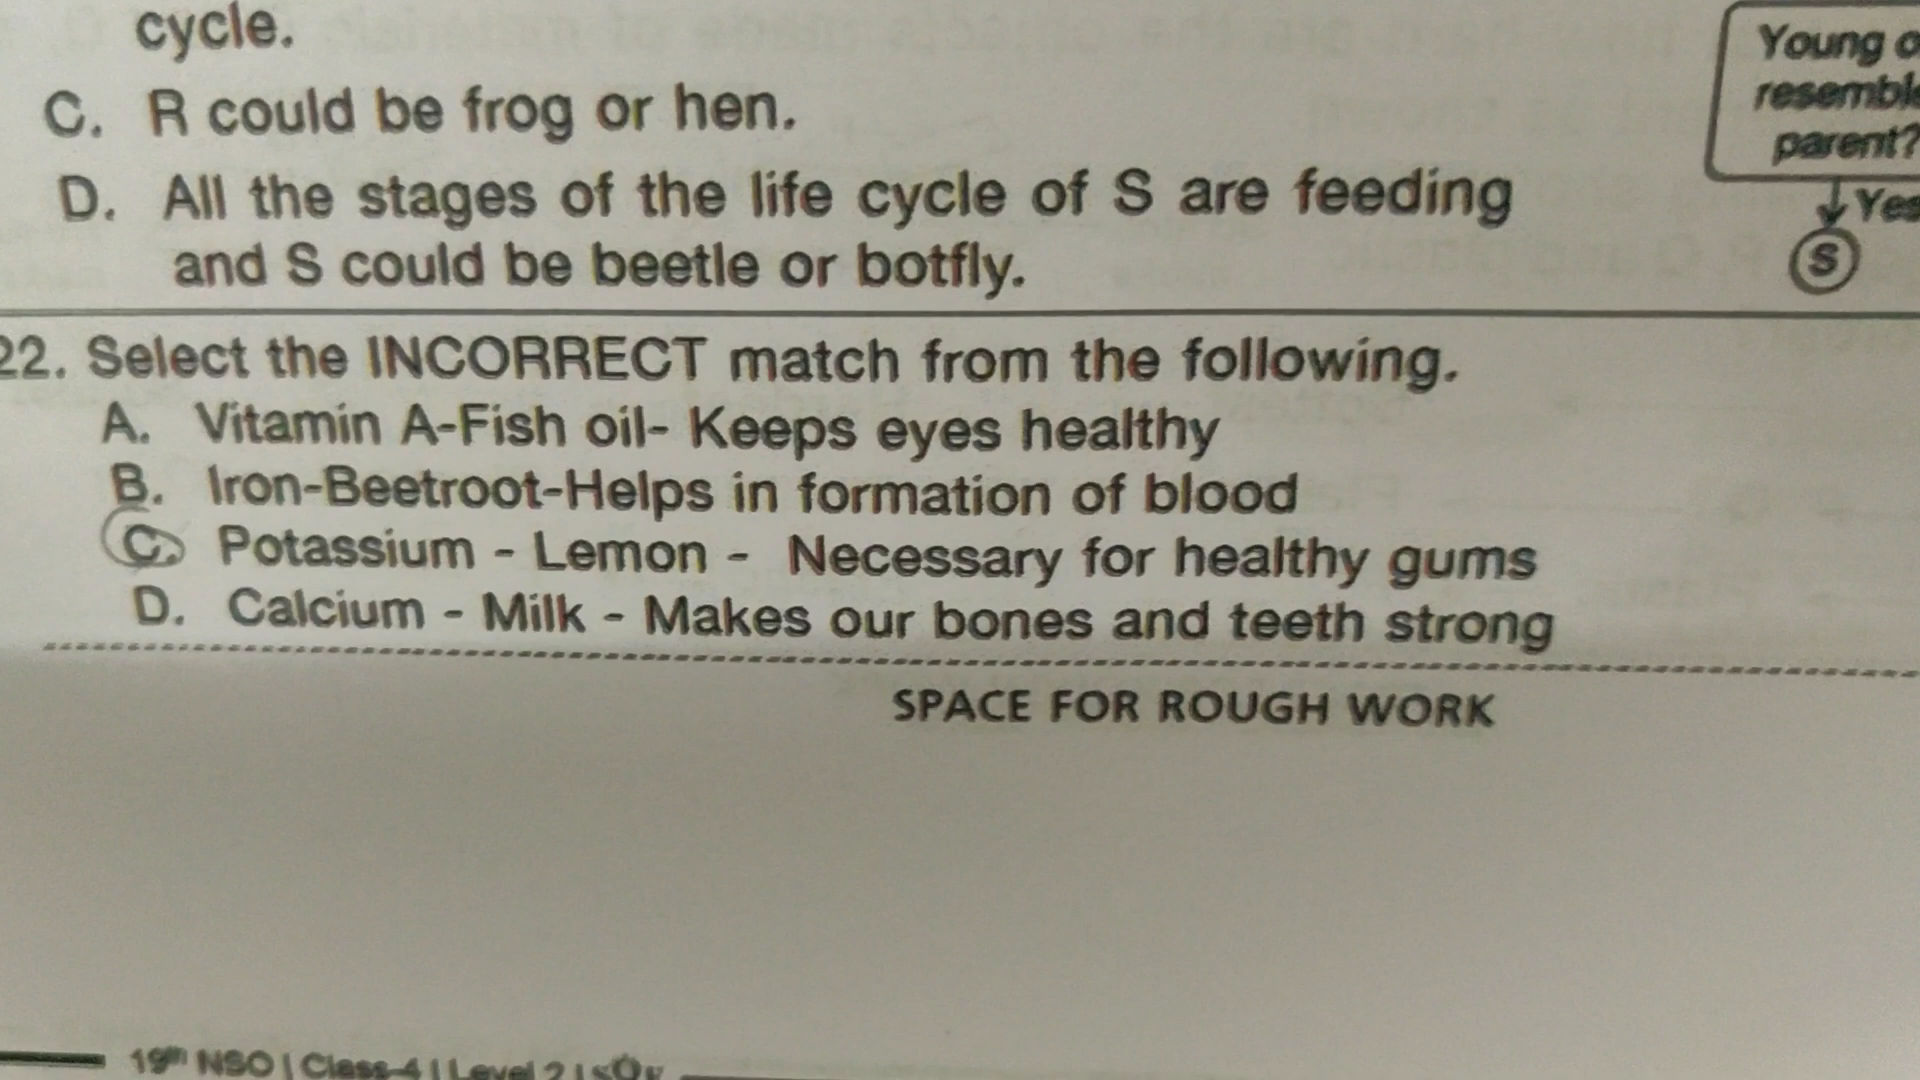 cycle.
C. R could be frog or hen.
D. All the stages of the life cycle of S are feeding
and S could be beetle or botfly.
Young
resemble
parent?
Yes
S
22. Select the INCORRECT match from the following.
A. Vitamin A-Fish oil- Keeps eyes healthy
B. Iron-Beetroot-Helps in formation of blood
C. Potassium - Lemon - Necessary for healthy gums
D. Calcium - Milk - Makes our bones and teeth strong
SPACE FOR ROUGH WORK
19th NSO | Class-4 | Level 2 |